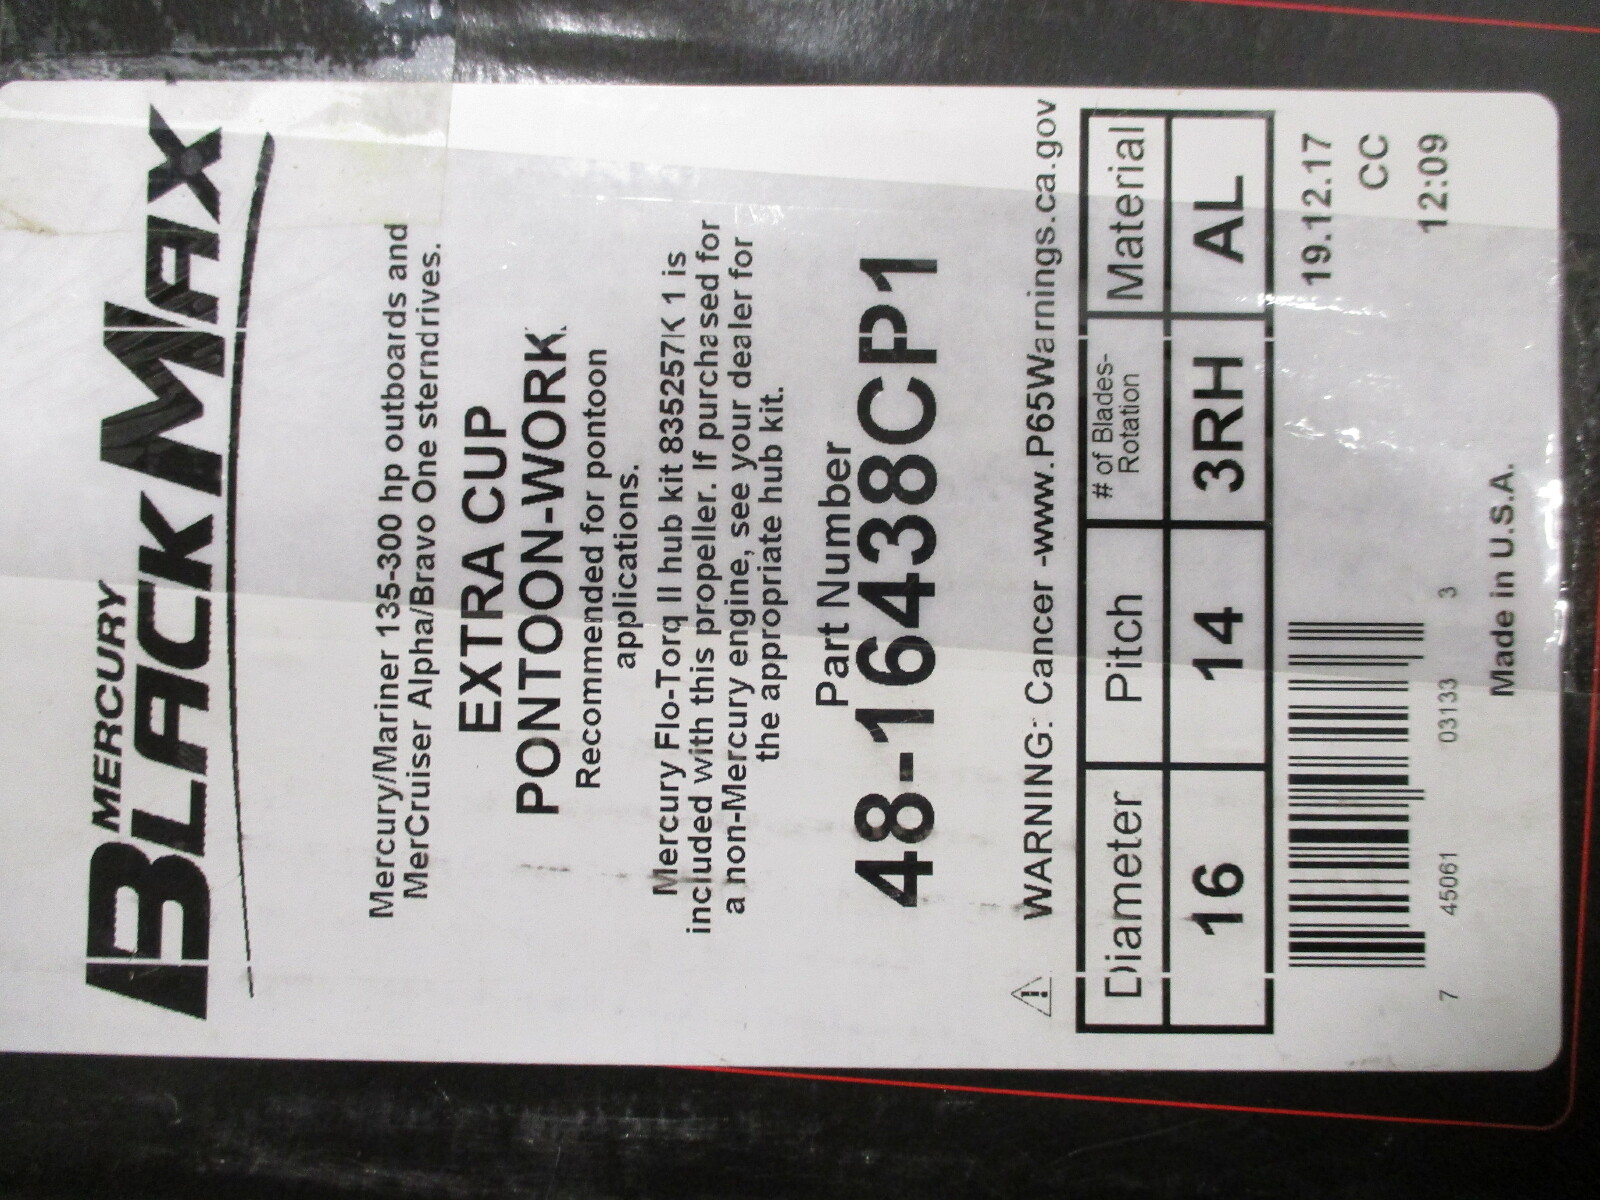 MERCURY
BLACKMAX
Mercury/Mariner 135-300 hp outboards and
MerCruiser Alpha/Bravo One sterndrives.
EXTRA CUP
PONTOON-WORK
Recommended for pontoon
applications.
Mercury Flo-Torq II hub kit 835257K 1 is
included with this propeller. If purchased for
a non-Mercury engine, see your dealer for
the appropriate hub kit.
Part Number
48-16438CP1
WARNING: Cancer -www.P65Warnings.ca.gov
Diameter Pitch # of Blades-Rotation Material
16 14 3RH AL
19.12.17
CC
12:09
7 45061 03133 3
Made in U.S.A.